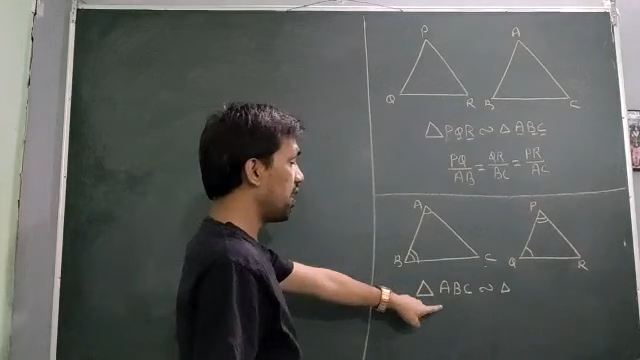 P A
Q R B C
△ PQR ∾ △ ABC
PQ/AB = QR/BC = PR/AC
A P
B C Q R
△ ABC ∾ △